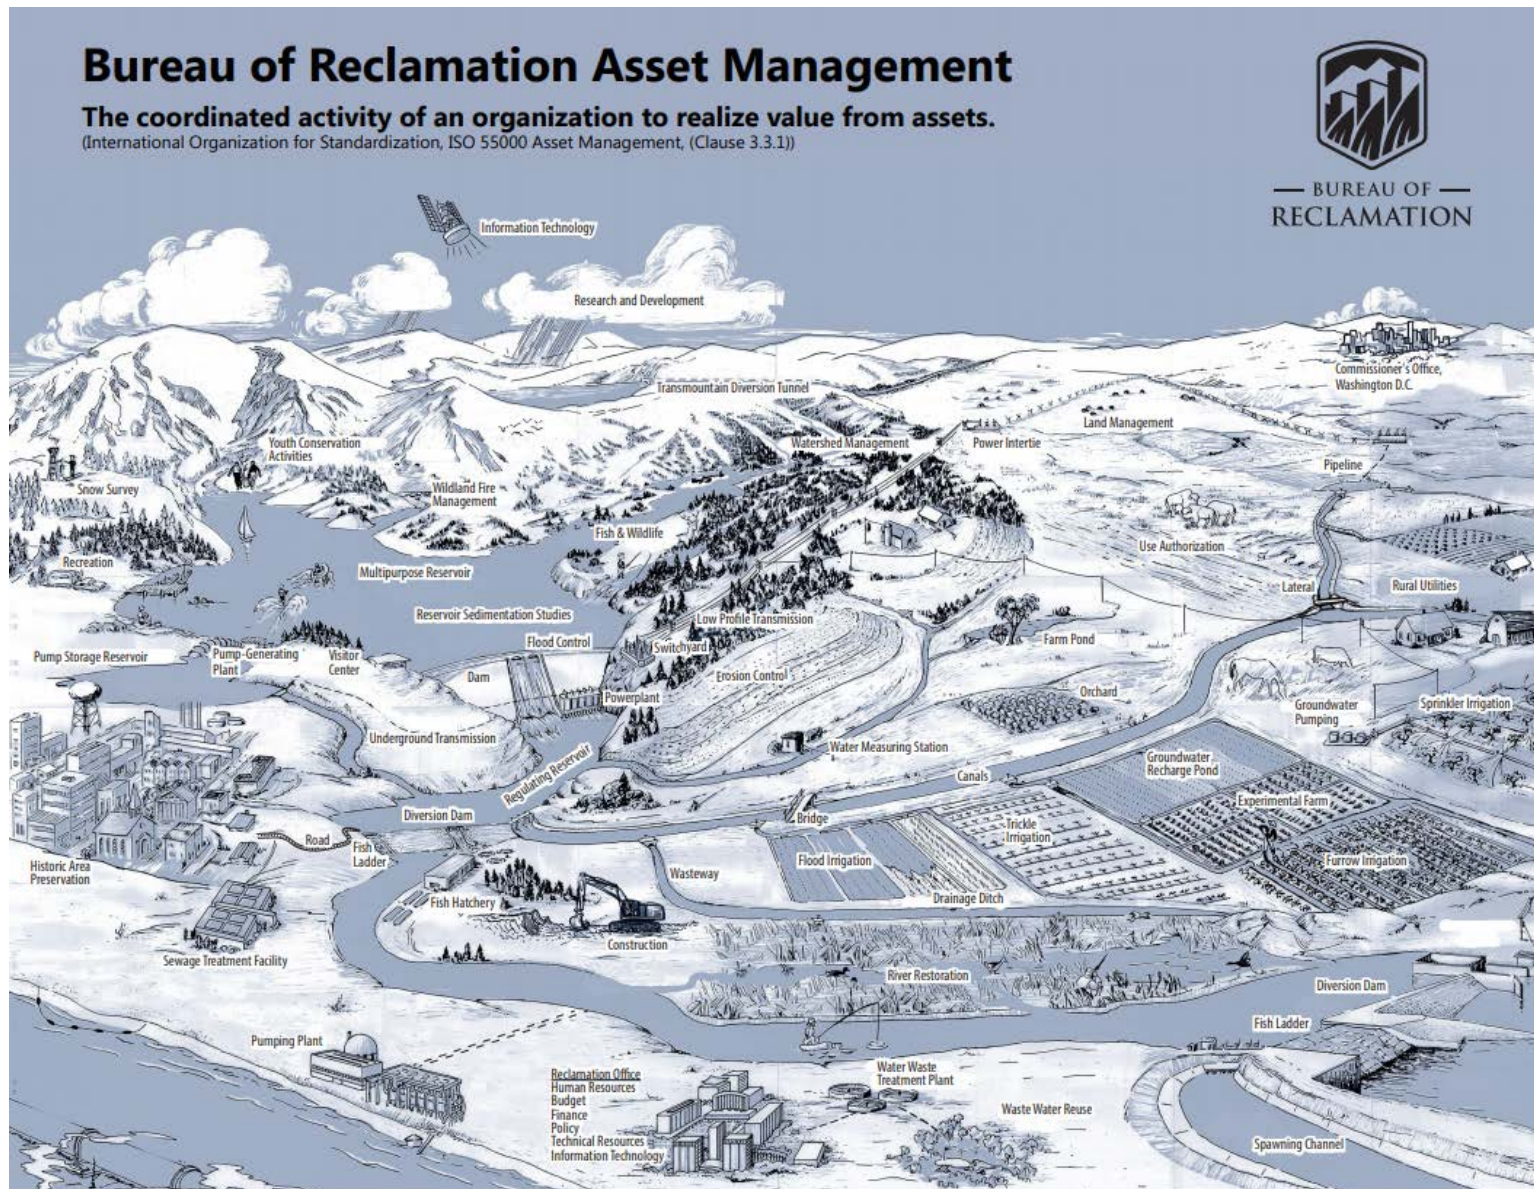 Bureau of Reclamation Asset Management
The coordinated activity of an organization to realize value from assets.
(International Organization for Standardization, ISO 55000 Asset Management, (Clause 3.3.1))
BUREAU OF
RECLAMATION
Information Technology
Research and Development
Commissioner's Office,
Washington D.C.
Transmountain Diversion Tunnel
Land Management
Youth Conservation
Activities
Watershed Management
Power Intertie
Pipeline
Snow Survey
Wildland Fire
Management
Fish & Wildlife
Use Authorization
Recreation
Multipurpose Reservoir
Lateral
Rural Utilities
Reservoir Sedimentation Studies
Low Profile Transmission
Flood Control
Switchyard
Farm Pond
Pump Storage Reservoir
Pump-Generating
Plant
Visitor
Center
Dam
Erosion Control
Powerplant
Orchard
Groundwater
Pumping
Sprinkler Irrigation
Underground Transmission
Water Measuring Station
Groundwater
Recharge Pond
Regulating Reservoir
Canals
Experimental Farm
Diversion Dam
Bridge
Trickle
Irrigation
Road
Fish
Ladder
Flood Irrigation
Furrow Irrigation
Historic Area
Preservation
Wasteway
Fish Hatchery
Drainage Ditch
Construction
Sewage Treatment Facility
River Restoration
Diversion Dam
Fish Ladder
Pumping Plant
Reclamation Office
Human Resources
Budget
Finance
Policy
Technical Resources
Information Technology
Water Waste
Treatment Plant
Waste Water Reuse
Spawning Channel